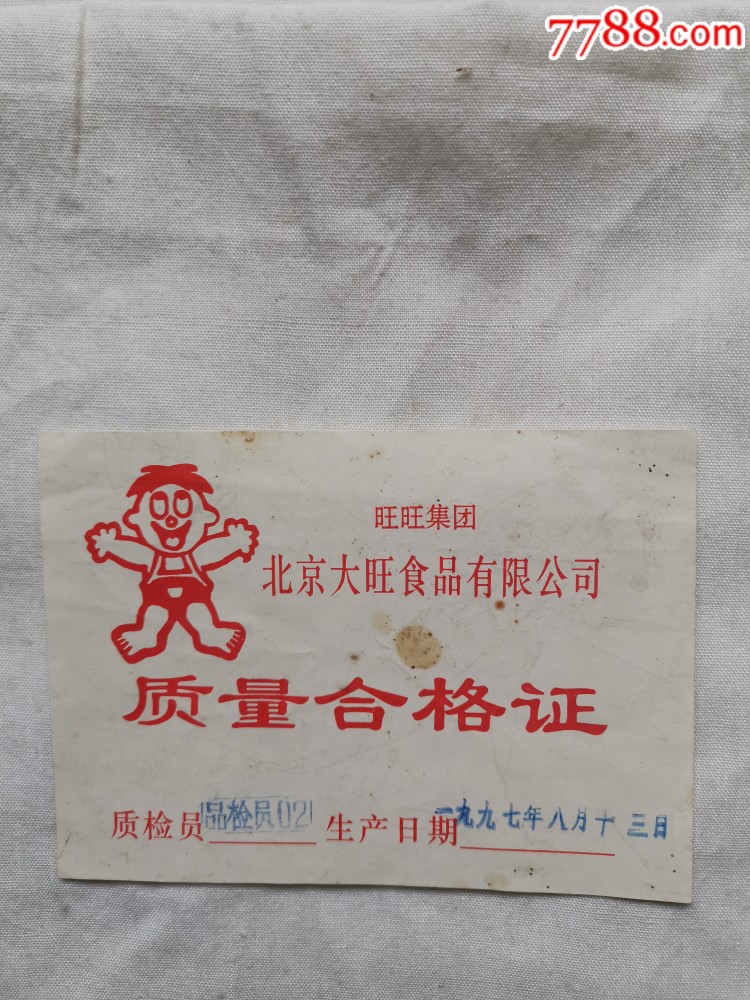 7788.com
旺旺集团
北京大旺食品有限公司
质量合格证
质检员品检员02 生产日期一九九七年八月十三日